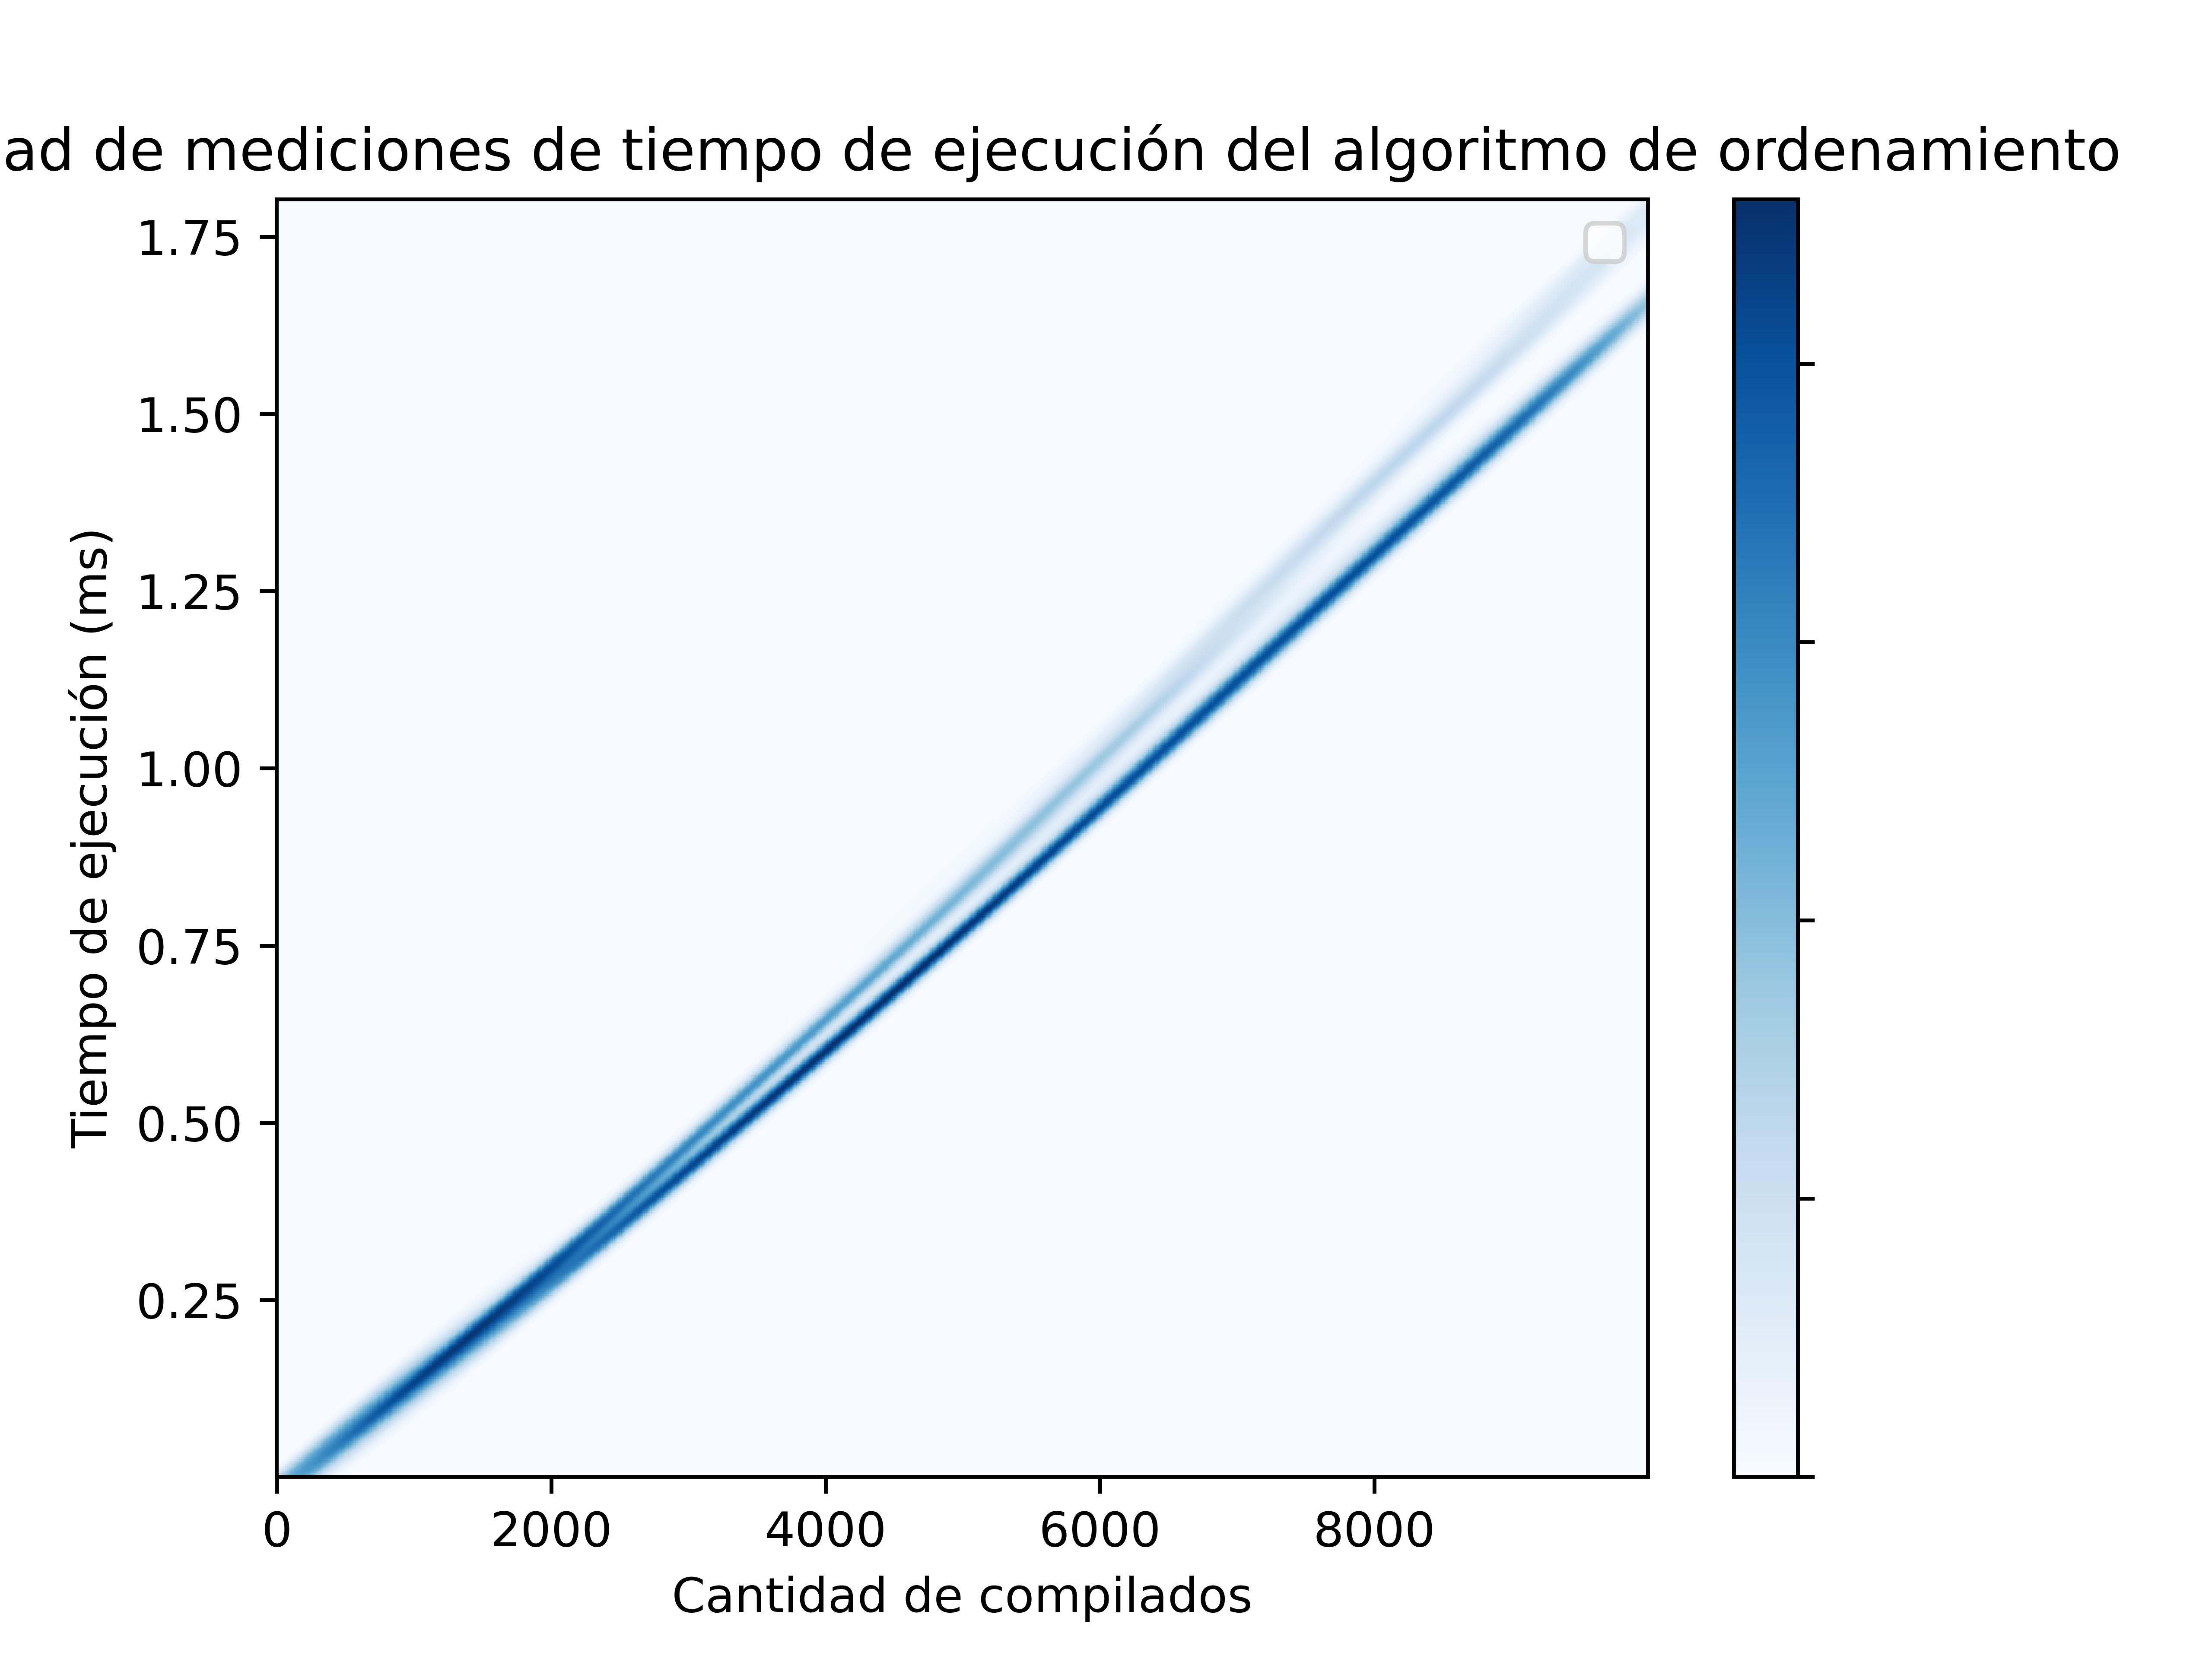 ad de mediciones de tiempo de ejecución del algoritmo de ordenamiento
1.75
1.50
1.25
1.00
0.75
0.50
0.25
Tiempo de ejecución (ms)
0 2000 4000 6000 8000
Cantidad de compilados